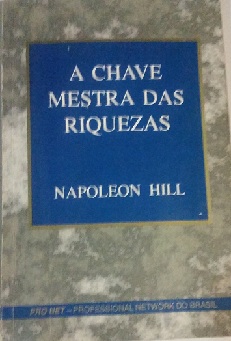 A CHAVE
MESTRA DAS
RIQUEZAS
NAPOLEON HILL
PRO NET - PROFESSIONAL NETWORK DO BRASIL